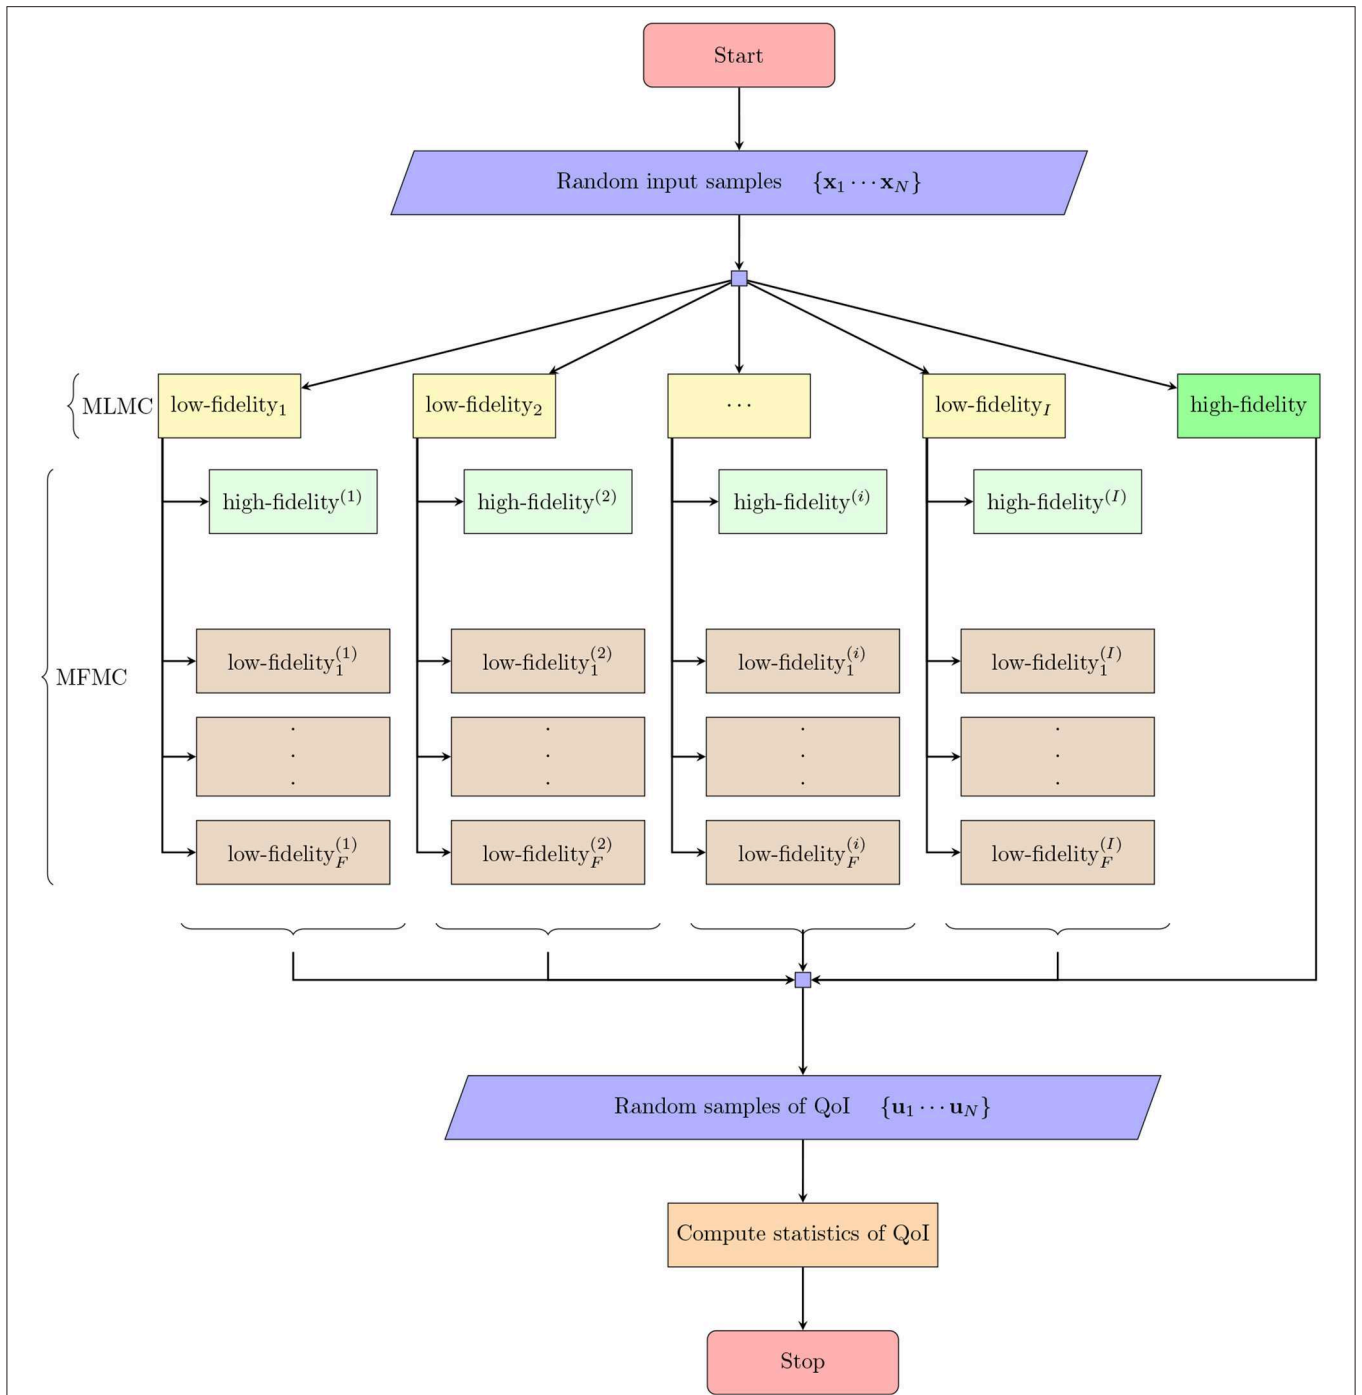 Start
Random input samples {x₁ ⋯ x_N}
MLMC
low-fidelity₁
low-fidelity₂
⋯
low-fidelity_I
high-fidelity
high-fidelity⁽¹⁾
high-fidelity⁽²⁾
high-fidelity⁽ⁱ⁾
high-fidelity⁽ᴵ⁾
MFMC
low-fidelity₁⁽¹⁾
low-fidelity₁⁽²⁾
low-fidelity₁⁽ⁱ⁾
low-fidelity₁⁽ᴵ⁾
low-fidelity_F⁽¹⁾
low-fidelity_F⁽²⁾
low-fidelity_F⁽ⁱ⁾
low-fidelity_F⁽ᴵ⁾
Random samples of QoI {u₁ ⋯ u_N}
Compute statistics of QoI
Stop